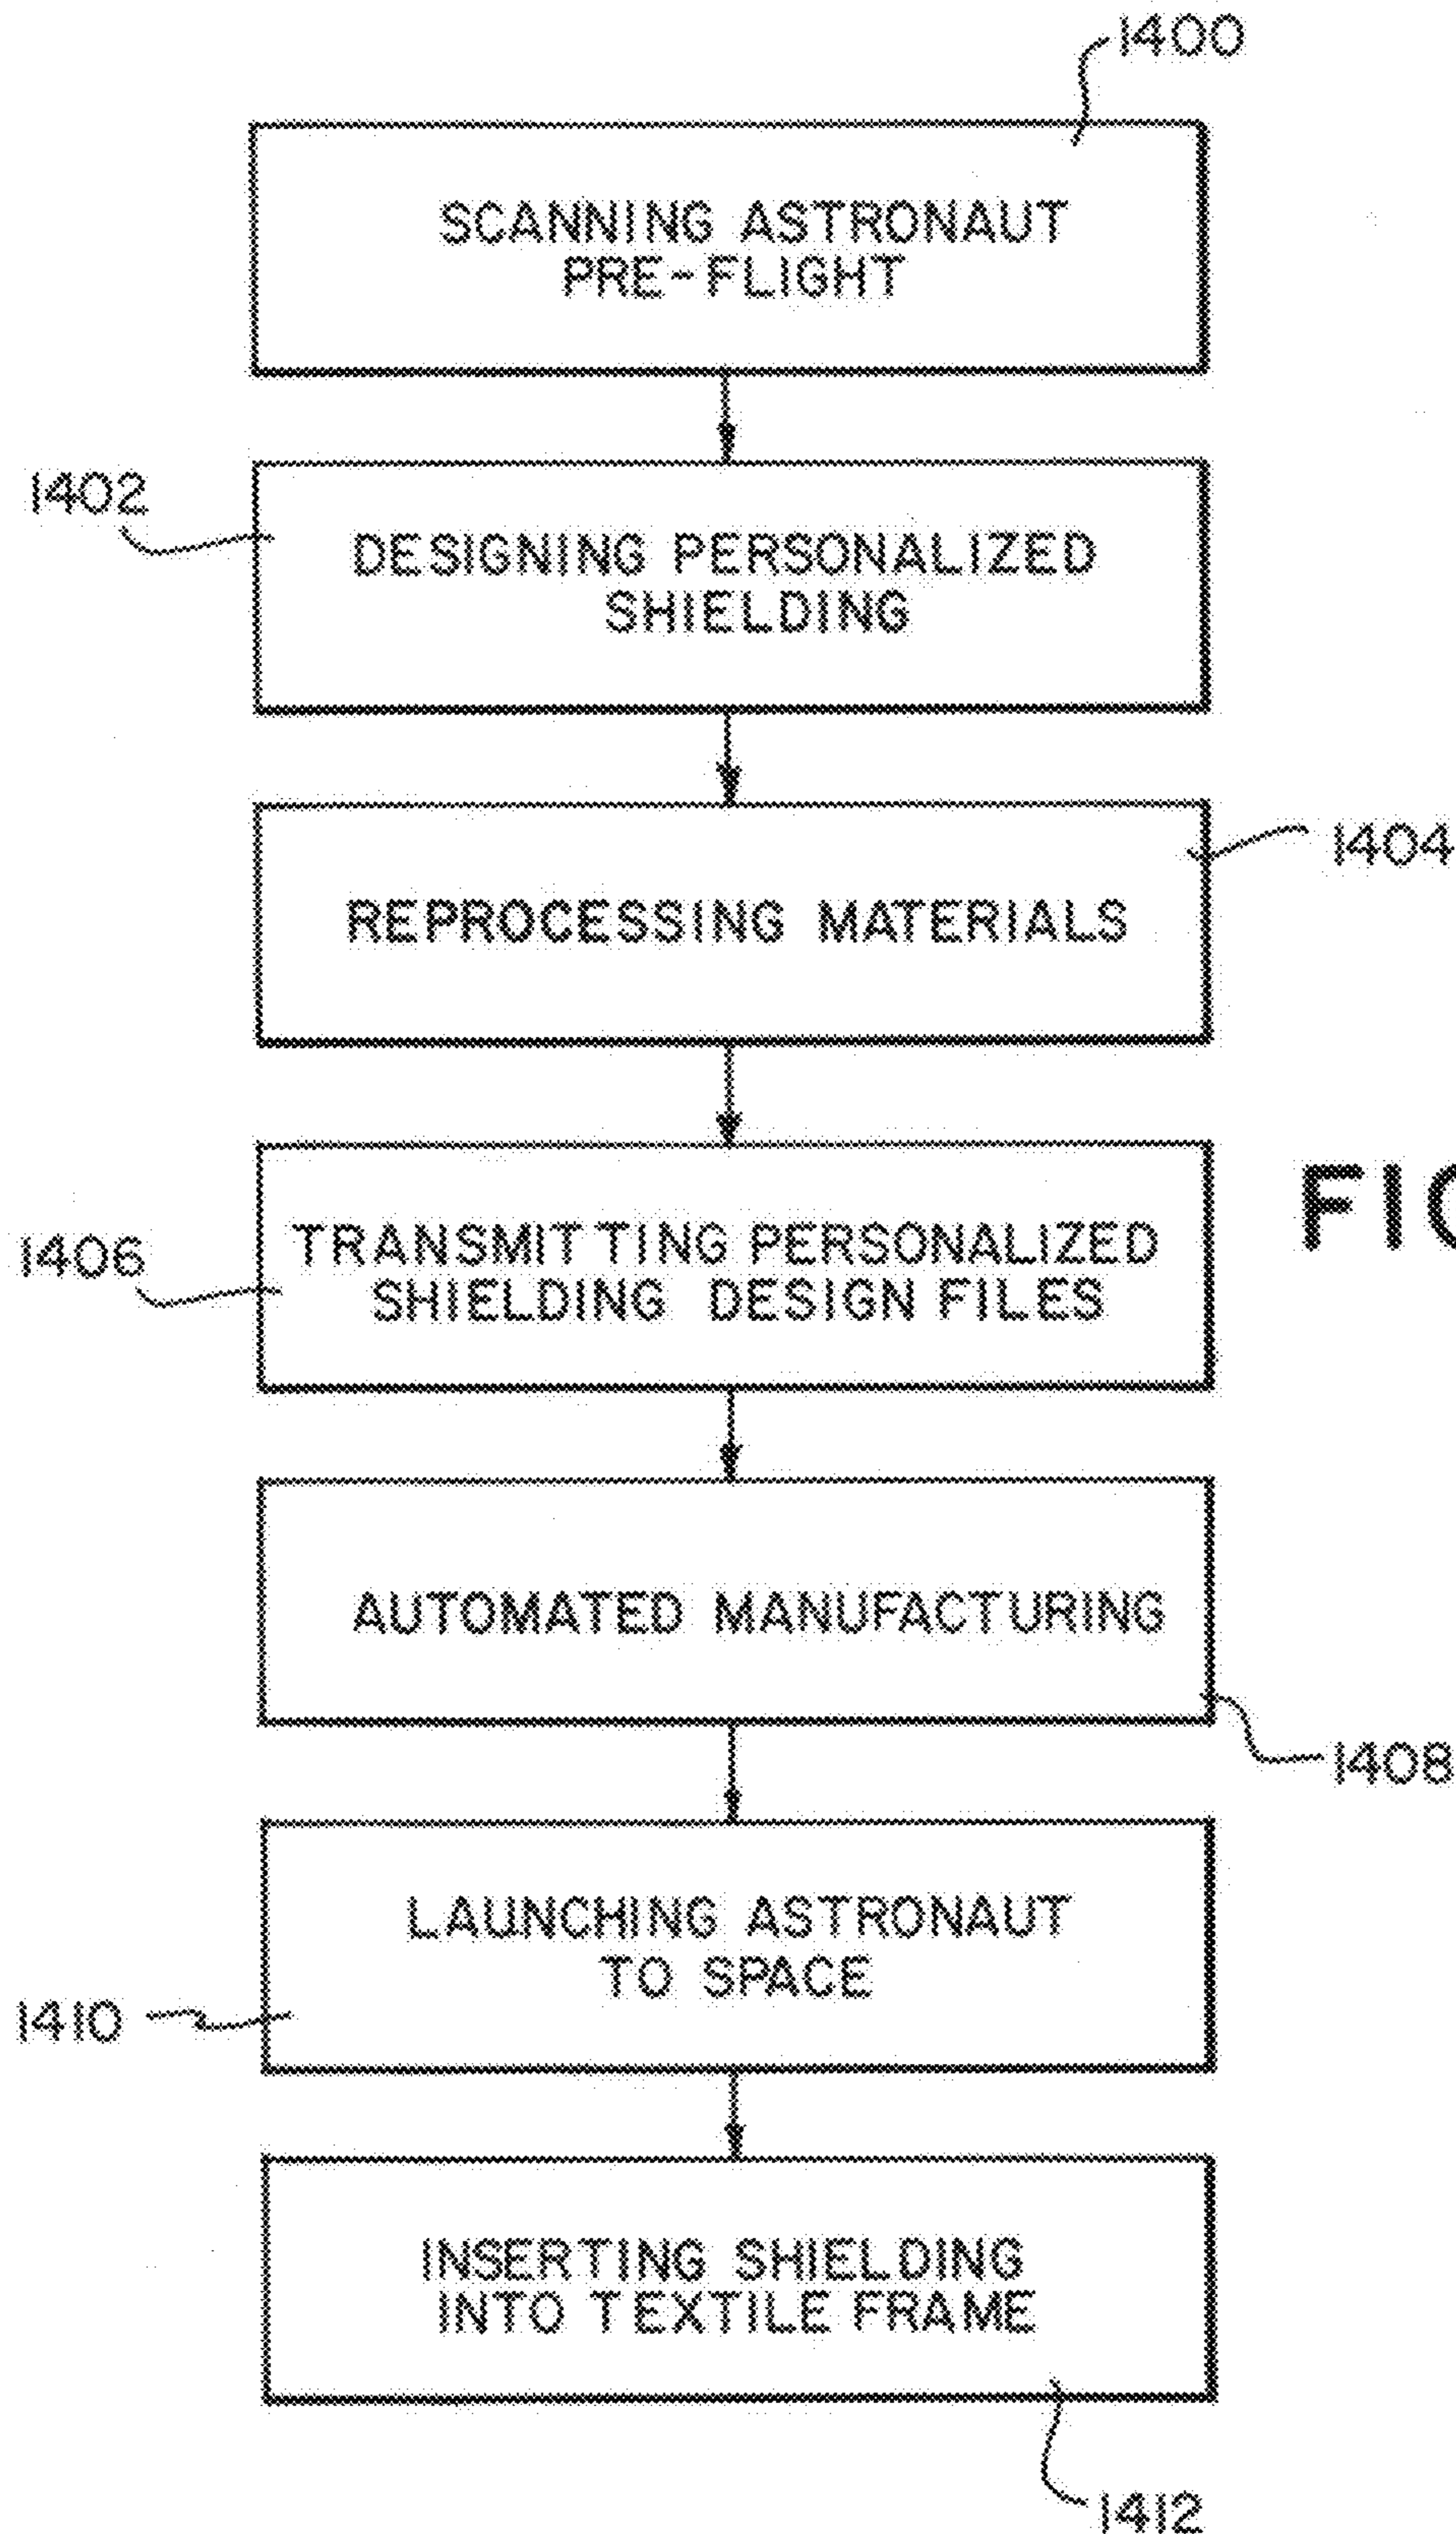 1400
SCANNING ASTRONAUT
PRE-FLIGHT
1402
DESIGNING PERSONALIZED
SHIELDING
1404
REPROCESSING MATERIALS
FIG
1406
TRANSMITTING PERSONALIZED
SHIELDING DESIGN FILES
AUTOMATED MANUFACTURING
1408
LAUNCHING ASTRONAUT
TO SPACE
1410
INSERTING SHIELDING
INTO TEXTILE FRAME
1412